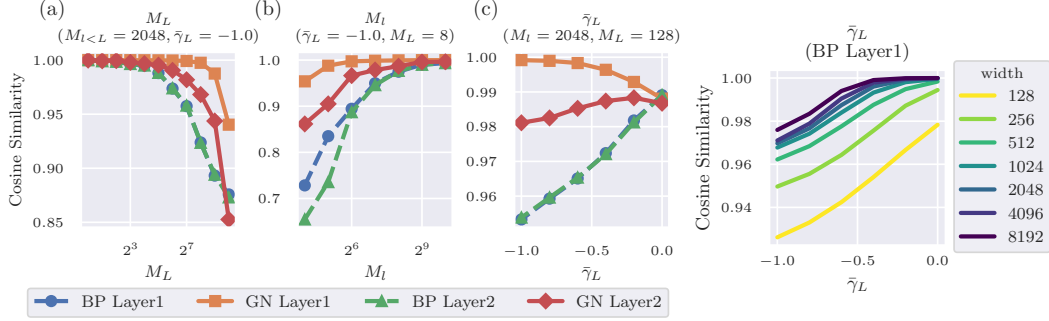 (a)
M_L
(M_{l<L} = 2048, γ̄_L = −1.0)
(b)
M_l
(γ̄_L = −1.0, M_L = 8)
(c)
γ̄_L
(M_l = 2048, M_L = 128)
γ̄_L
(BP Layer1)
Cosine Similarity
1.00
0.95
0.90
0.85
2^3
2^7
M_L
1.0
0.9
0.8
0.7
2^6
2^9
M_l
1.00
0.99
0.98
0.97
0.96
−1.0
−0.5
0.0
γ̄_L
Cosine Similarity
1.00
0.98
0.96
0.94
−1.0
−0.5
0.0
γ̄_L
width
128
256
512
1024
2048
4096
8192
BP Layer1
GN Layer1
BP Layer2
GN Layer2